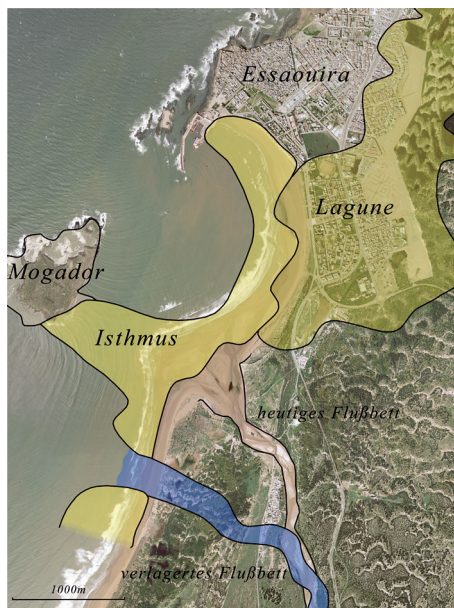 Essaouira
Lagune
Mogador
Isthmus
heutiges Flußbett
verlagertes Flußbett
1000m